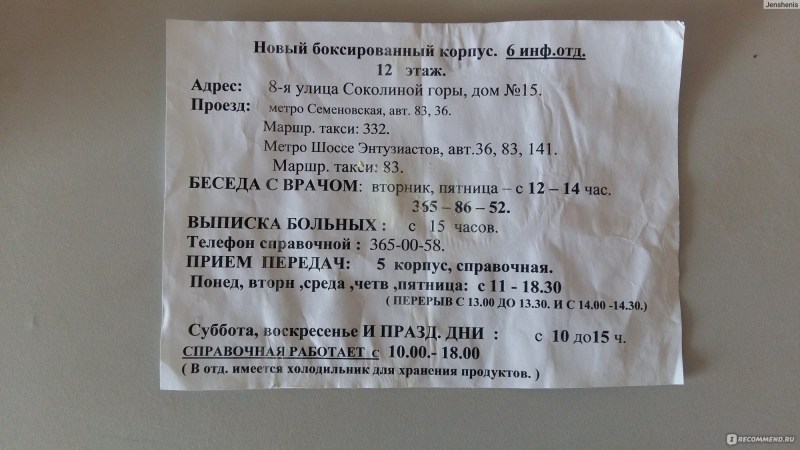 Jenshenis
Новый боксированный корпус. 6 инф.отд.
12 этаж.
Адрес: 8-я улица Соколиной горы, дом №15.
Проезд: метро Семеновская, авт. 83, 36.
Маршр. такси: 332.
Метро Шоссе Энтузиастов, авт.36, 83, 141.
Маршр. такси: 83.
БЕСЕДА С ВРАЧОМ: вторник, пятница – с 12 – 14 час.
365 – 86 – 52.
ВЫПИСКА БОЛЬНЫХ : с 15 часов.
Телефон справочной : 365-00-58.
ПРИЕМ ПЕРЕДАЧ: 5 корпус, справочная.
Понед, вторн ,среда ,четв ,пятница: с 11 - 18.30
( ПЕРЕРЫВ С 13.00 ДО 13.30. И С 14.00 -14.30.)
Суббота, воскресенье И ПРАЗД. ДНИ : с 10 до15 ч.
СПРАВОЧНАЯ РАБОТАЕТ с 10.00.- 18.00
( В отд. имеется холодильник для хранения продуктов. )
I RECOMMEND.RU